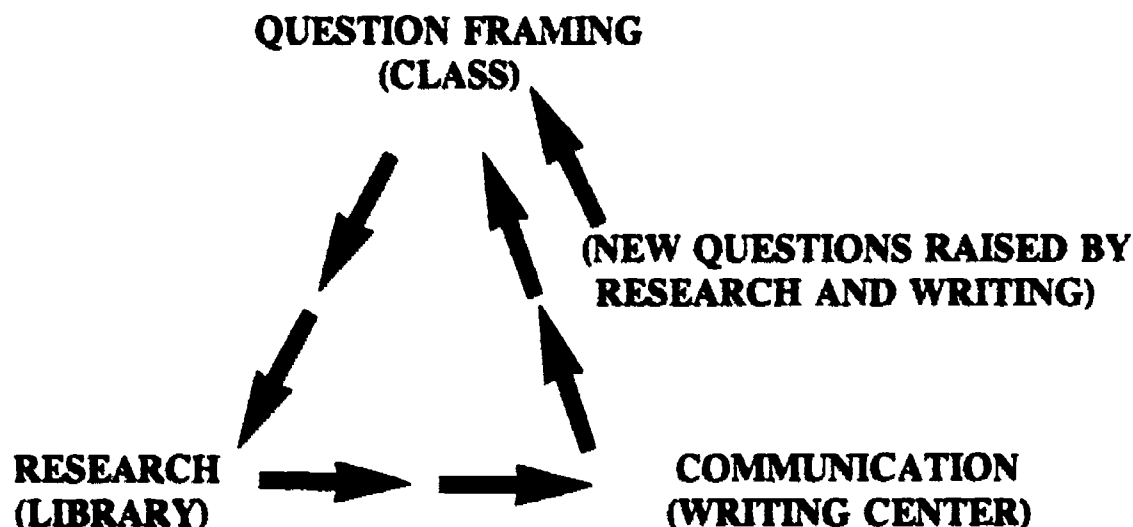 QUESTION FRAMING
(CLASS)
(NEW QUESTIONS RAISED BY
RESEARCH AND WRITING)
RESEARCH
(LIBRARY)
COMMUNICATION
(WRITING CENTER)